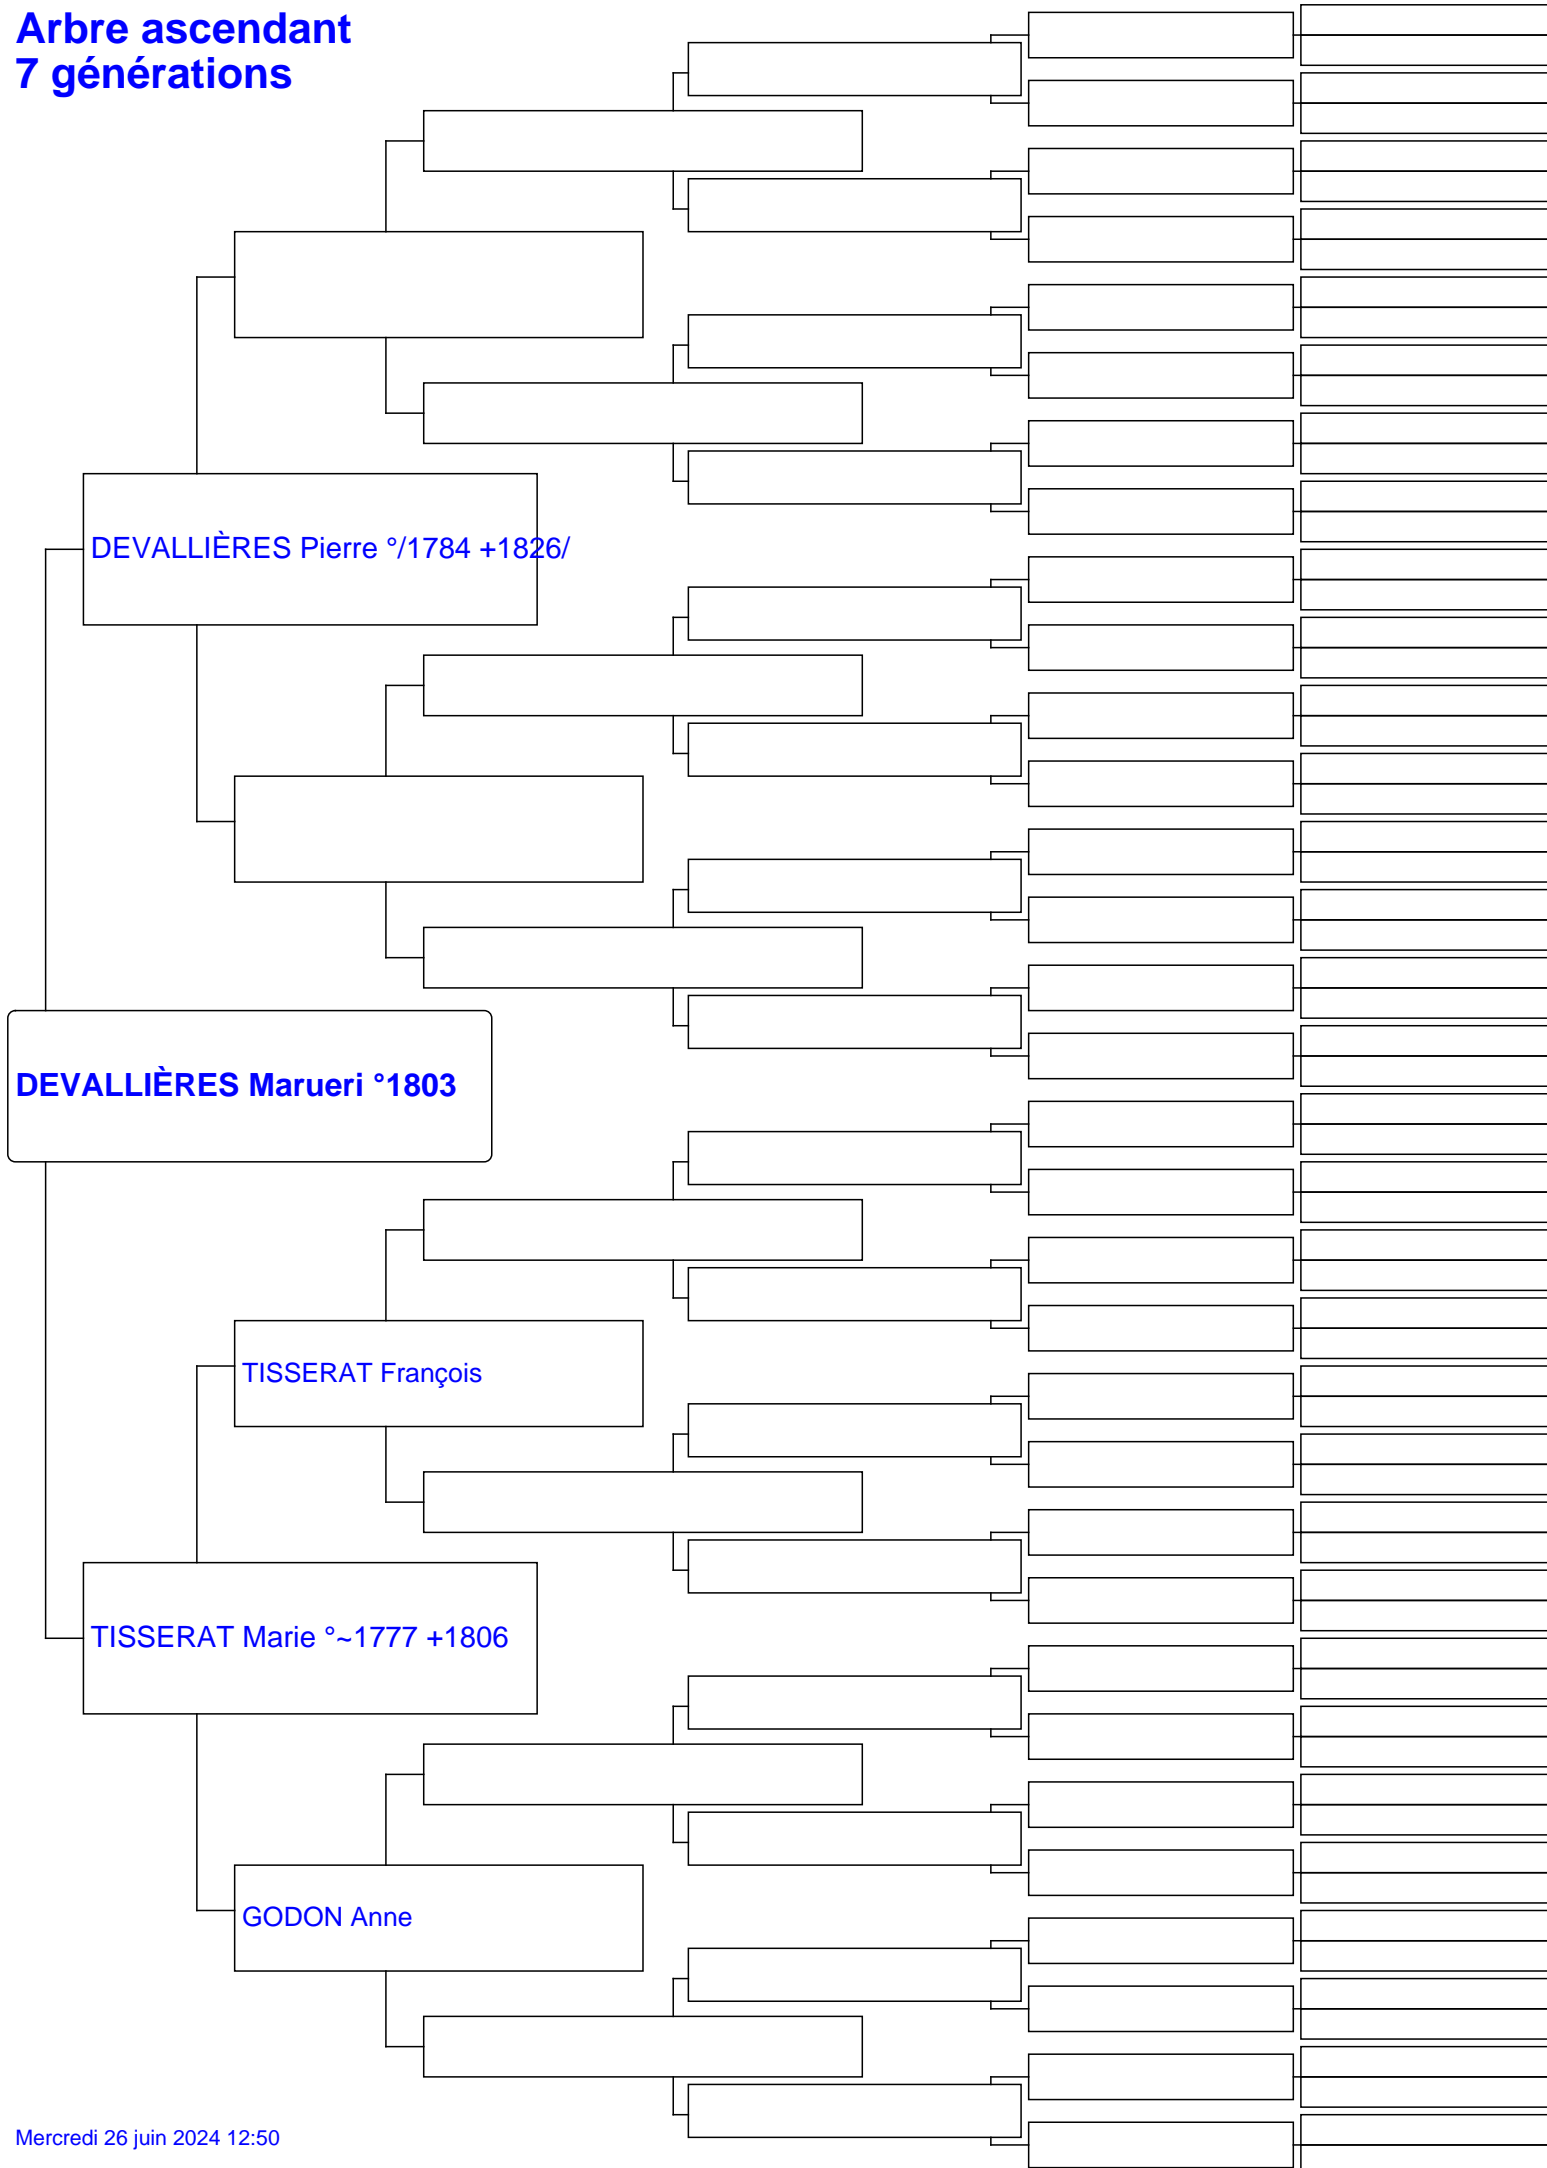 Arbre ascendant
7 générations
DEVALLIÈRES Pierre °/1784 +1826/
DEVALLIÈRES Marueri °1803
TISSERAT François
TISSERAT Marie °~1777 +1806
GODON Anne
Mercredi 26 juin 2024 12:50